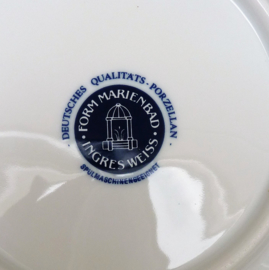 DEUTSCHES QUALITÄTS-PORZELLAN
FORM MARIENBAD
INGRES WEISS
SPÜLMASCHINENGEEIGNET